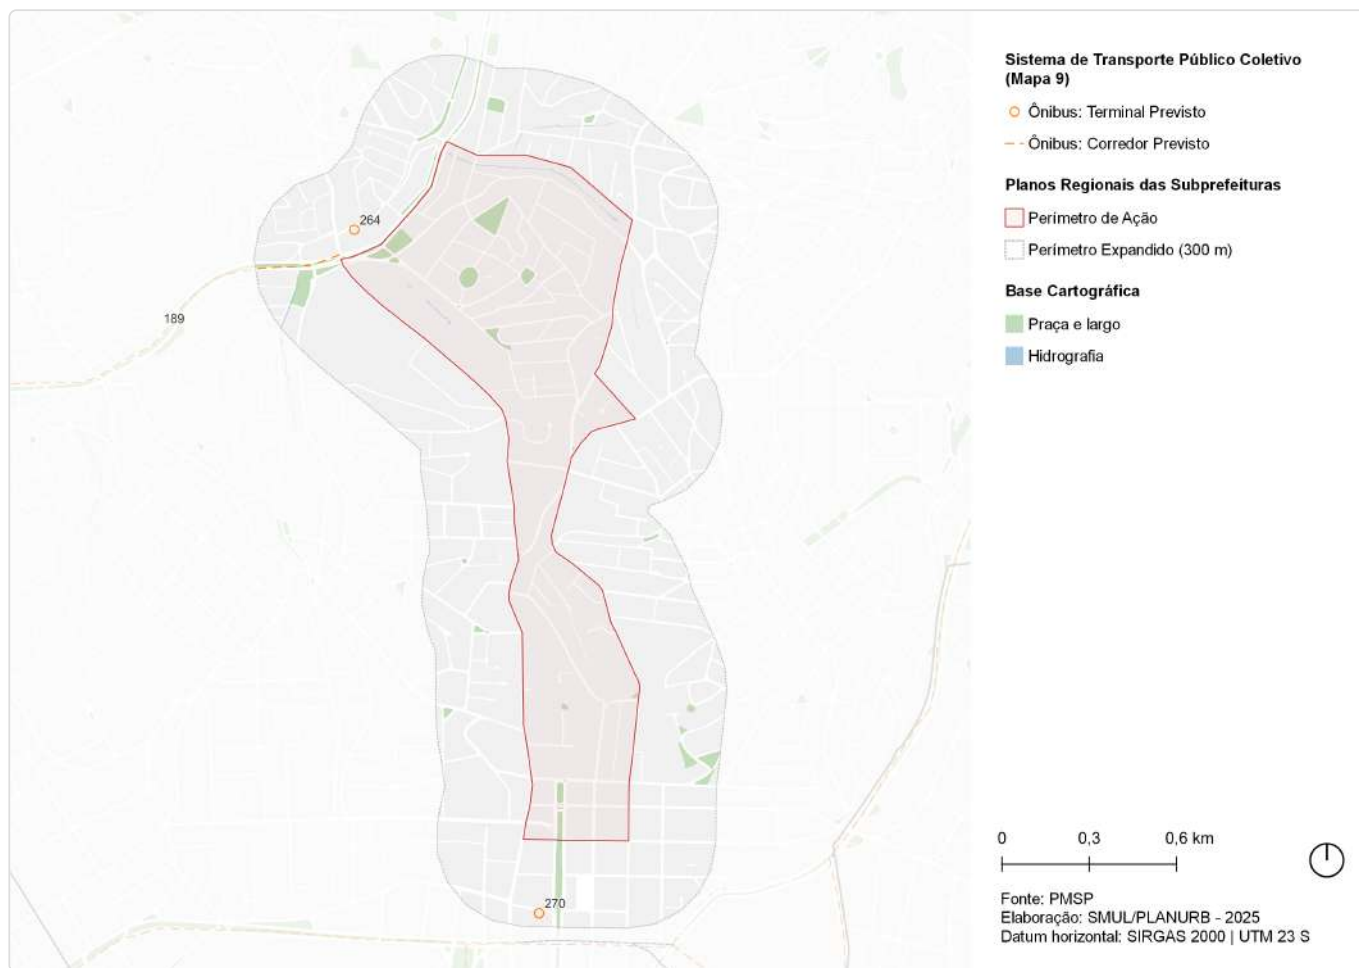 264
189
270
Sistema de Transporte Público Coletivo
(Mapa 9)
Ônibus: Terminal Previsto
Ônibus: Corredor Previsto
Planos Regionais das Subprefeituras
Perímetro de Ação
Perímetro Expandido (300 m)
Base Cartográfica
Praça e largo
Hidrografia
0 0,3 0,6 km
Fonte: PMSP
Elaboração: SMUL/PLANURB - 2025
Datum horizontal: SIRGAS 2000 | UTM 23 S